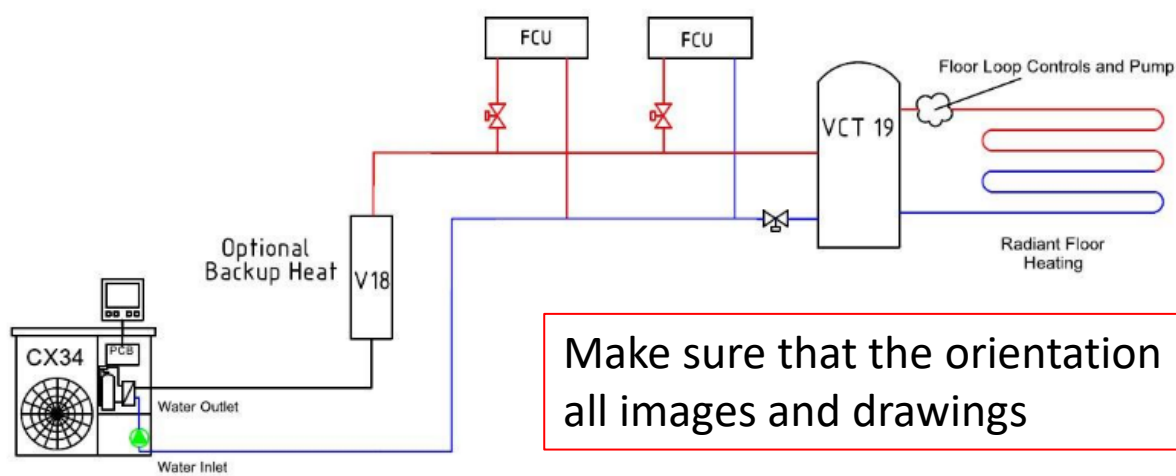 FCU
FCU
Floor Loop Controls and Pump
VCT 19
Optional
Backup Heat
V18
Radiant Floor
Heating
CX34
PCB
Water Outlet
Water Inlet
Make sure that the orientation
all images and drawings